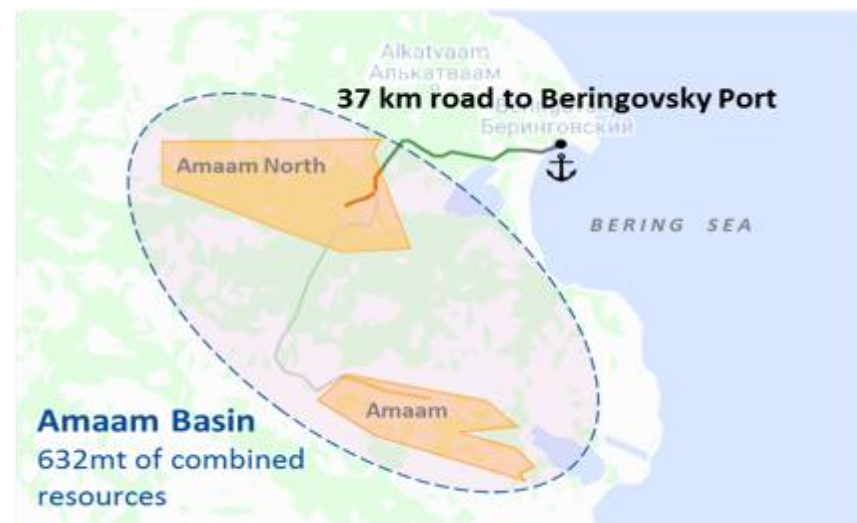 Alkatvaam
Алькатваам
37 km road to Beringovsky Port
Беринговский
Amaam North
BERING SEA
Amaam
Amaam Basin
632mt of combined
resources